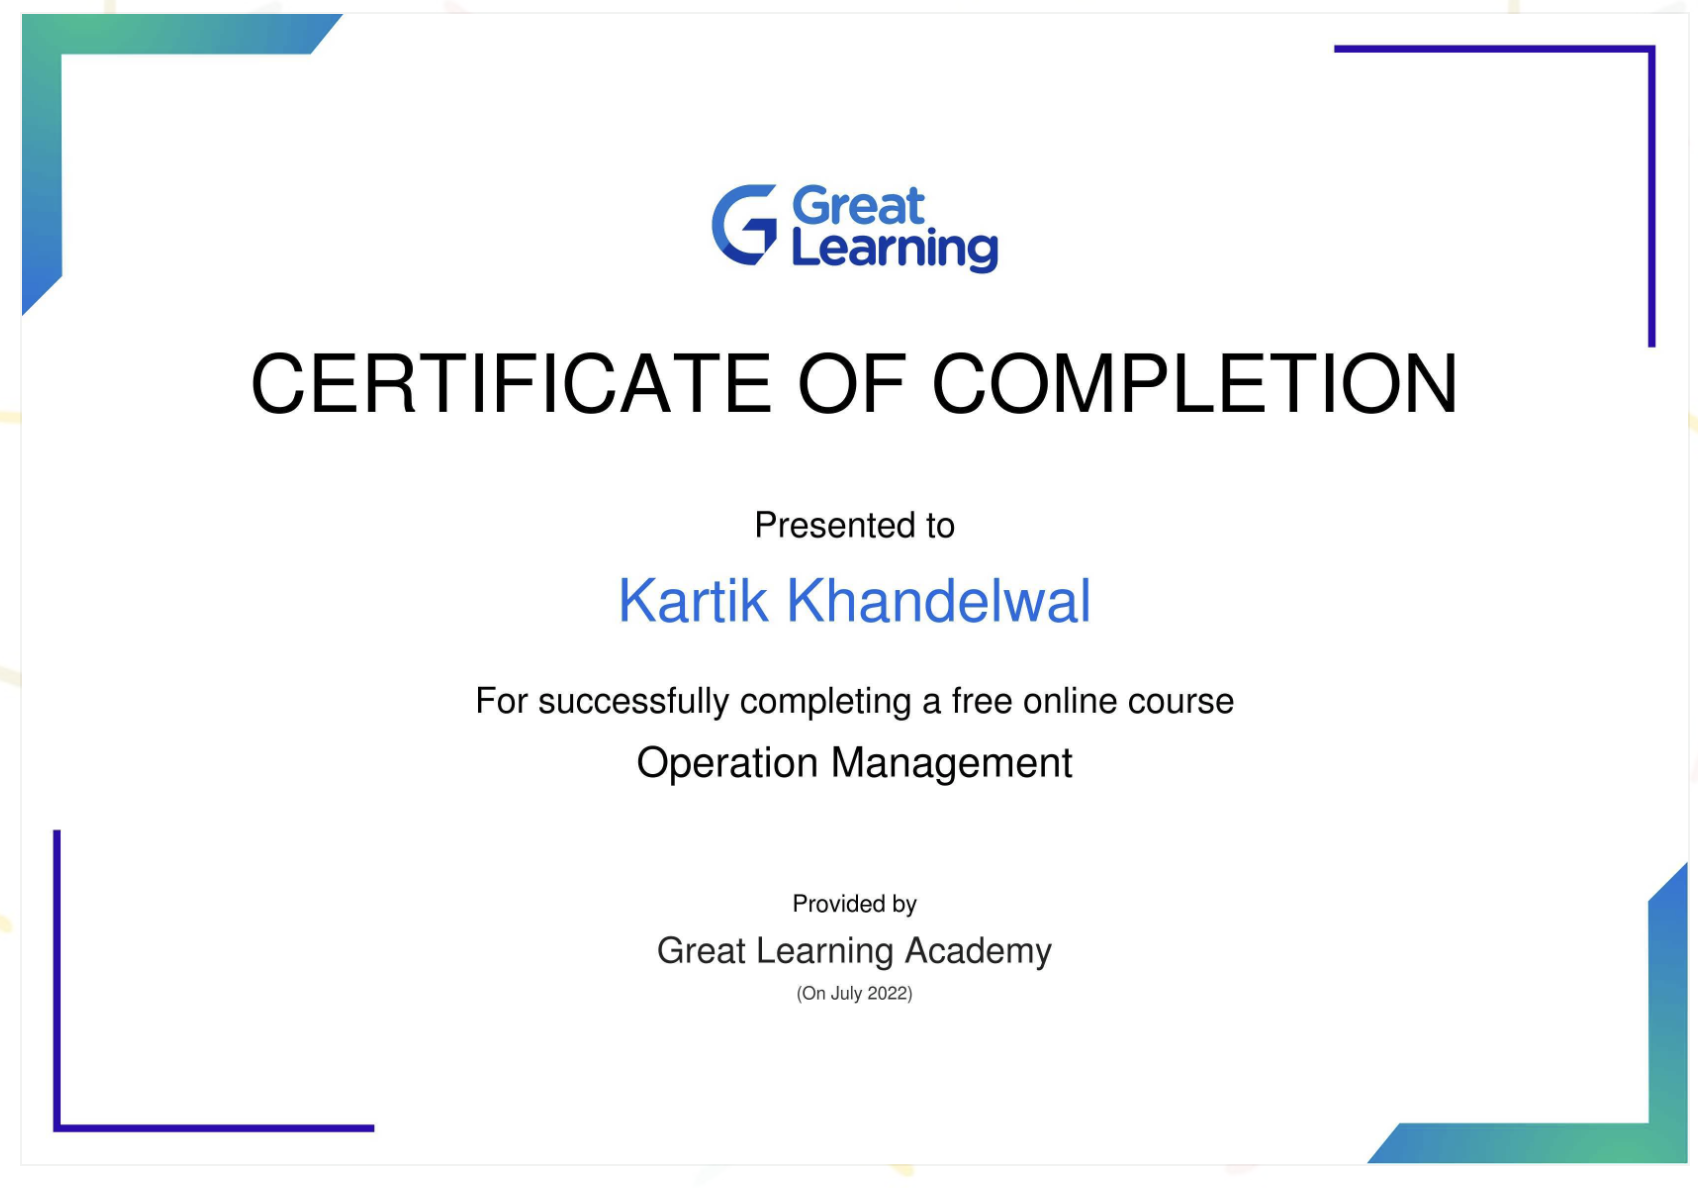 Great
Learning
CERTIFICATE OF COMPLETION
Presented to
Kartik Khandelwal
For successfully completing a free online course
Operation Management
Provided by
Great Learning Academy
(On July 2022)